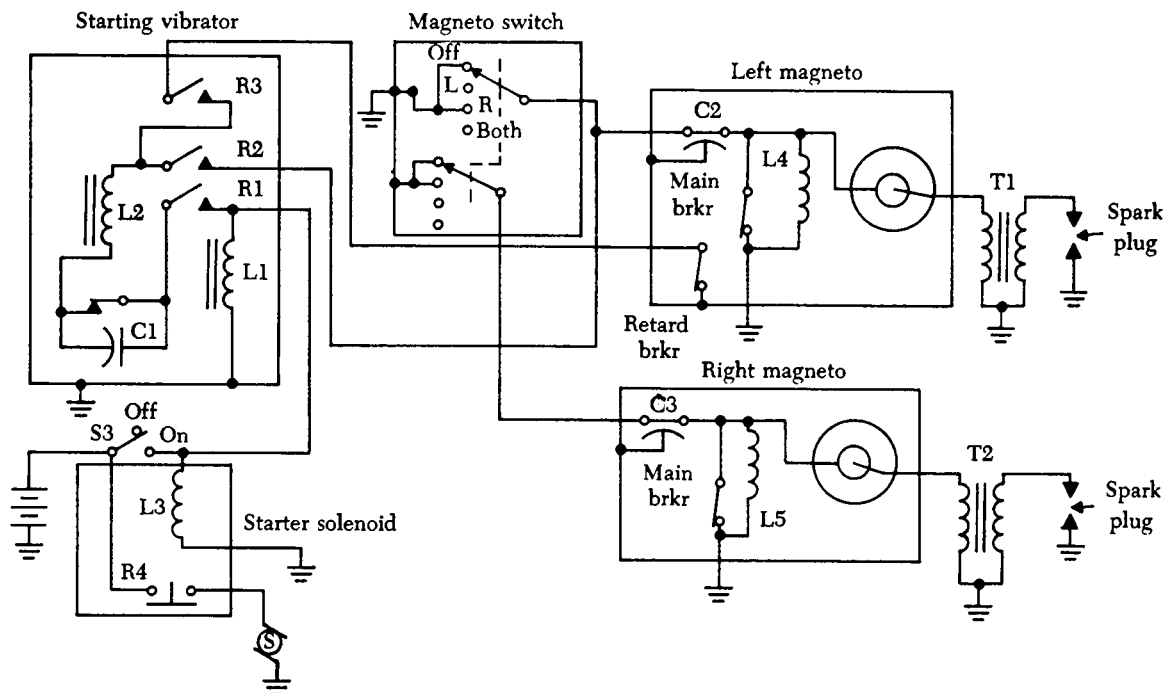 Starting vibrator
Magneto switch
R3
R2
R1
L2
L1
C1
Off
L
R
Both
Left magneto
C2
L4
Main
brkr
Retard
brkr
T1
Spark
plug
Right magneto
C3
Main
brkr
L5
T2
Spark
plug
Off
S3
On
L3
Starter solenoid
R4
S